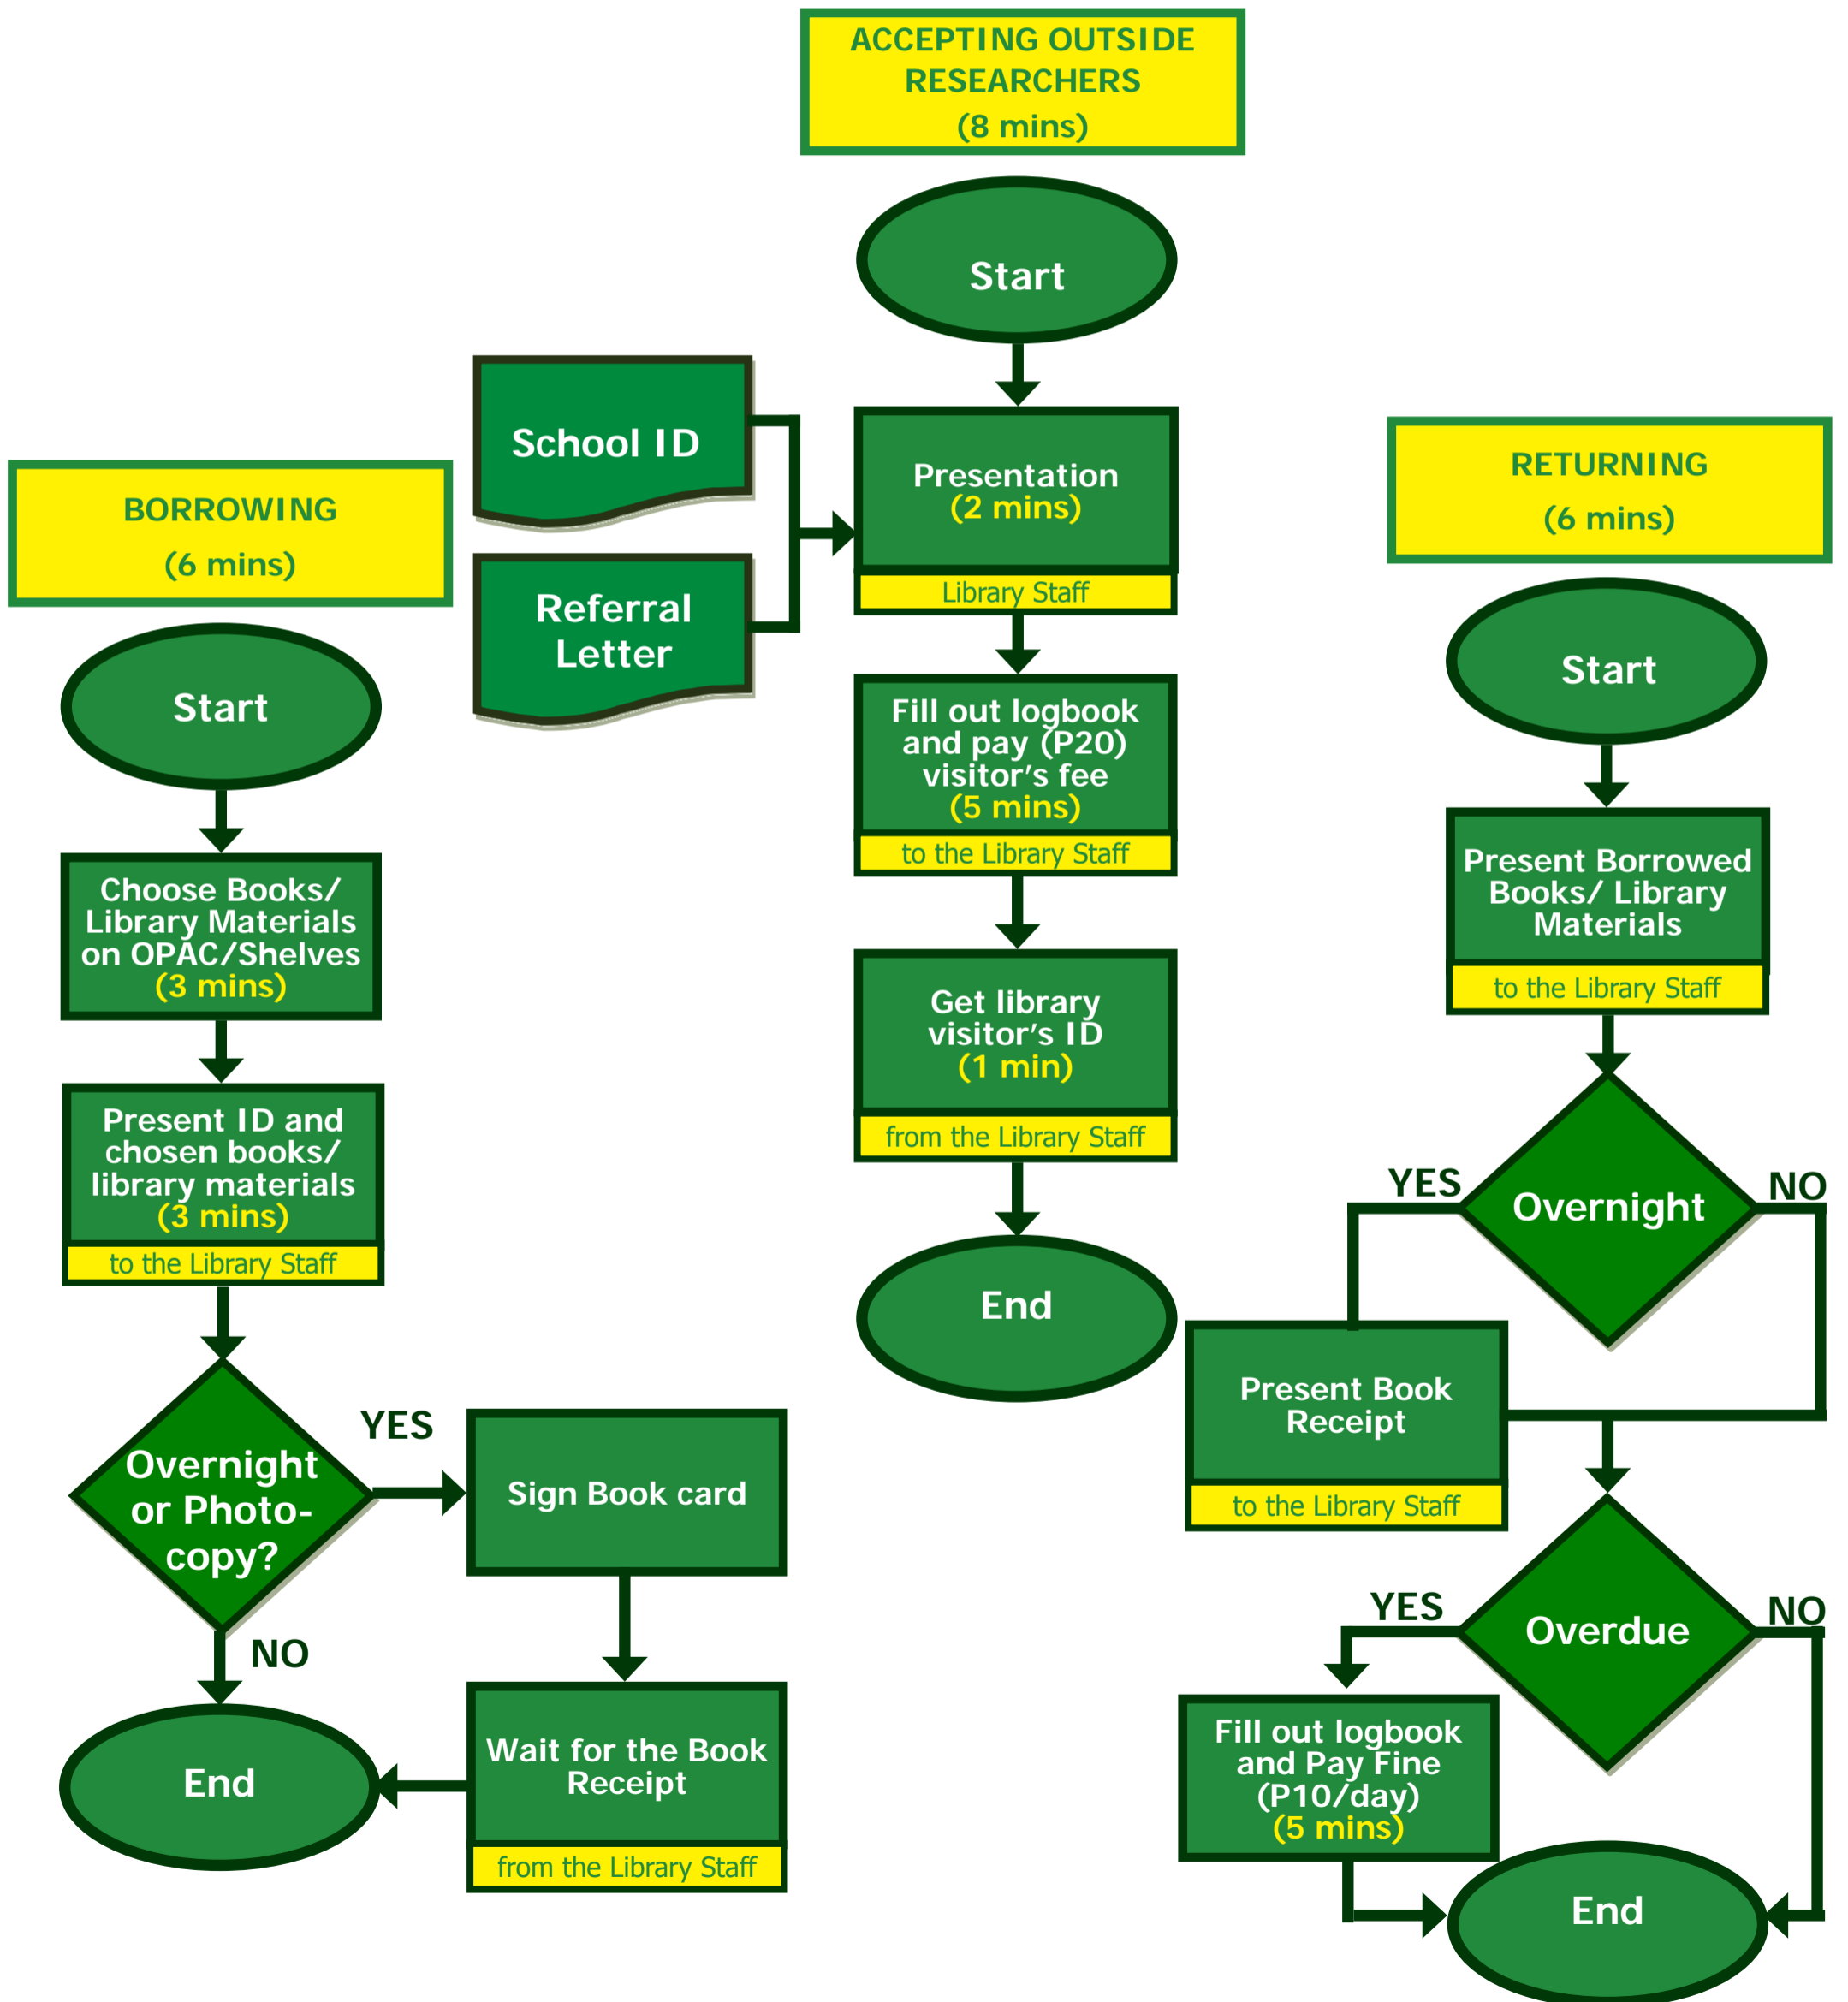 ACCEPTING OUTSIDE
RESEARCHERS
(8 mins)
Start
School ID
Referral
Letter
Presentation
(2 mins)
Library Staff
Fill out logbook
and pay (P20)
visitor's fee
(5 mins)
to the Library Staff
Get library
visitor's ID
(1 min)
from the Library Staff
End
BORROWING
(6 mins)
Start
Choose Books/
Library Materials
on OPAC/Shelves
(3 mins)
Present ID and
chosen books/
library materials
(3 mins)
to the Library Staff
Overnight
or Photo-
copy?
YES
NO
Sign Book card
Wait for the Book
Receipt
from the Library Staff
End
RETURNING
(6 mins)
Start
Present Borrowed
Books/ Library
Materials
to the Library Staff
Overnight
YES
NO
Present Book
Receipt
to the Library Staff
Overdue
YES
NO
Fill out logbook
and Pay Fine
(P10/day)
(5 mins)
End